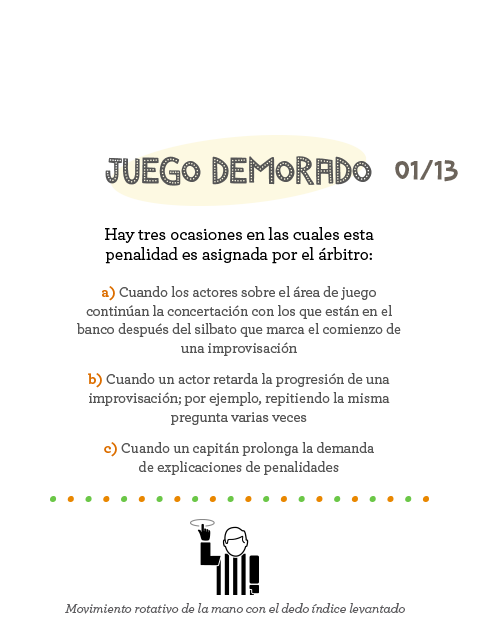 JUEGO DEMORADO 01/13
Hay tres ocasiones en las cuales esta
penalidad es asignada por el árbitro:
a) Cuando los actores sobre el área de juego
continúan la concertación con los que están en el
banco después del silbato que marca el comienzo de
una improvisación
b) Cuando un actor retarda la progresión de una
improvisación; por ejemplo, repitiendo la misma
pregunta varias veces
c) Cuando un capitán prolonga la demanda
de explicaciones de penalidades
Movimiento rotativo de la mano con el dedo índice levantado